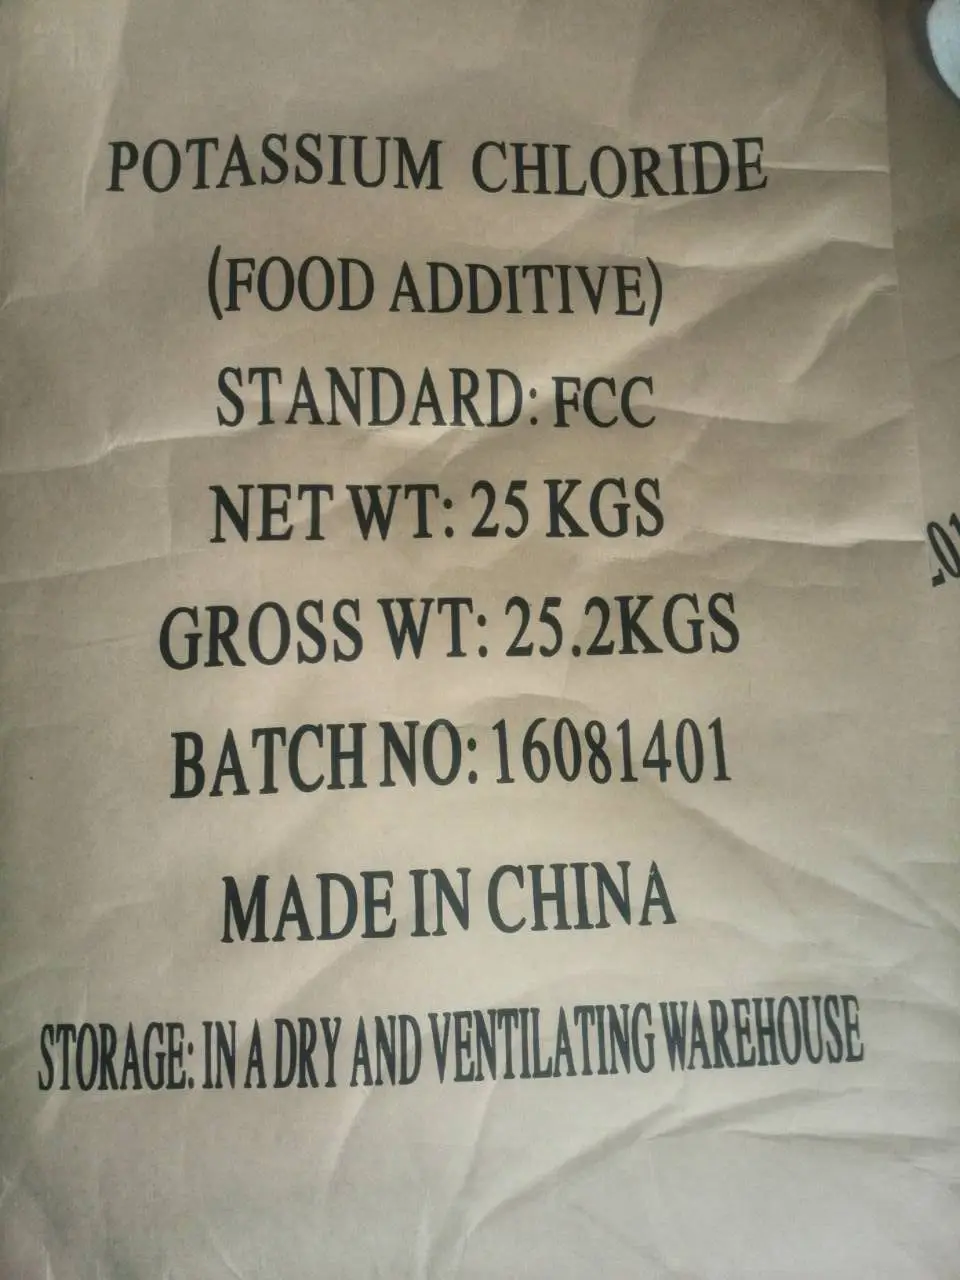 POTASSIUM CHLORIDE
(FOOD ADDITIVE)
STANDARD: FCC
NET WT: 25 KGS
GROSS WT: 25.2KGS
BATCH NO: 16081401
MADE IN CHINA
STORAGE: IN A DRY AND VENTILATING WAREHOUSE